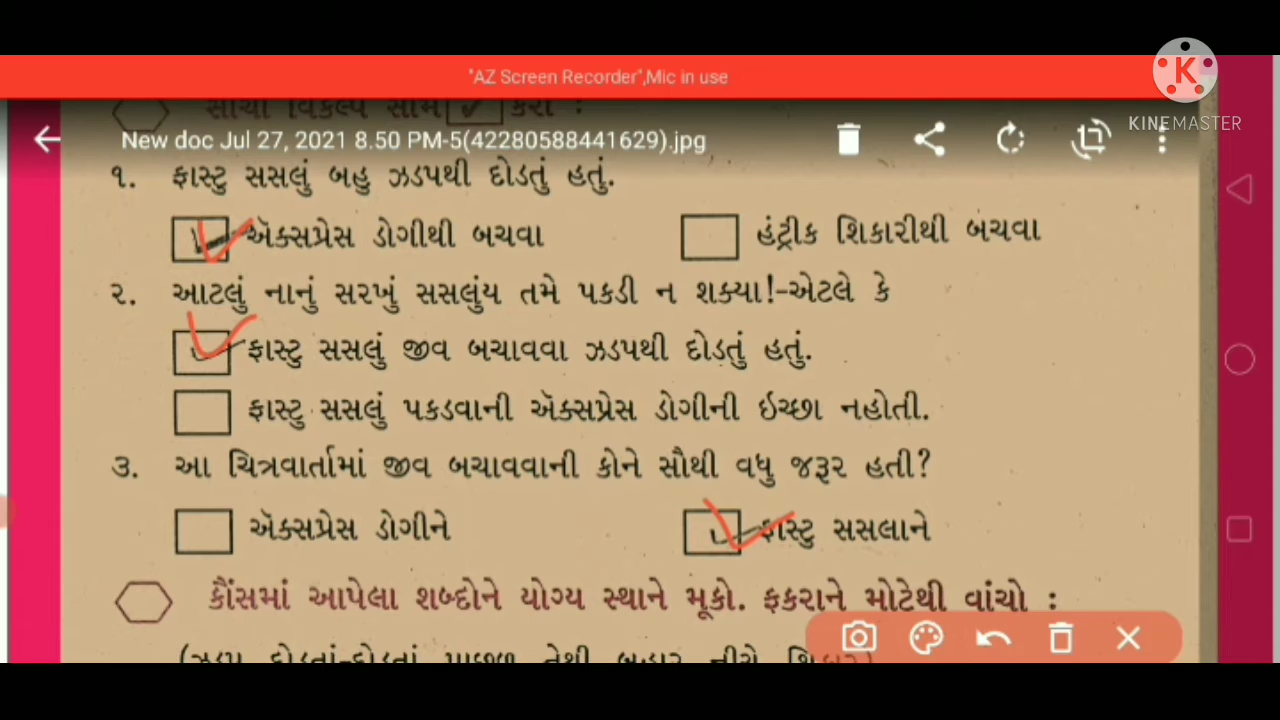 "AZ Screen Recorder",Mic in use
KINEMASTER
New doc Jul 27, 2021 8.50 PM-5(42280588441629).jpg
૧. ફાસ્ટુ સસલું બહુ ઝડપથી દોડતું હતું.
ઍક્સપ્રેસ ડોગીથી બચવા હંટ્રીક શિકારીથી બચવા
૨. આટલું નાનું સરખું સસલુંય તમે પકડી ન શક્યા!-એટલે કે
ફાસ્ટુ સસલું જીવ બચાવવા ઝડપથી દોડતું હતું.
ફાસ્ટુ સસલું પકડવાની ઍક્સપ્રેસ ડોગીની ઇચ્છા નહોતી.
૩. આ ચિત્રવાર્તામાં જીવ બચાવવાની કોને સૌથી વધુ જરૂર હતી?
ઍક્સપ્રેસ ડોગીને ફાસ્ટુ સસલાને
કૌંસમાં આપેલા શબ્દોને યોગ્ય સ્થાને મૂકો. ફકરાને મોટેથી વાંચો :